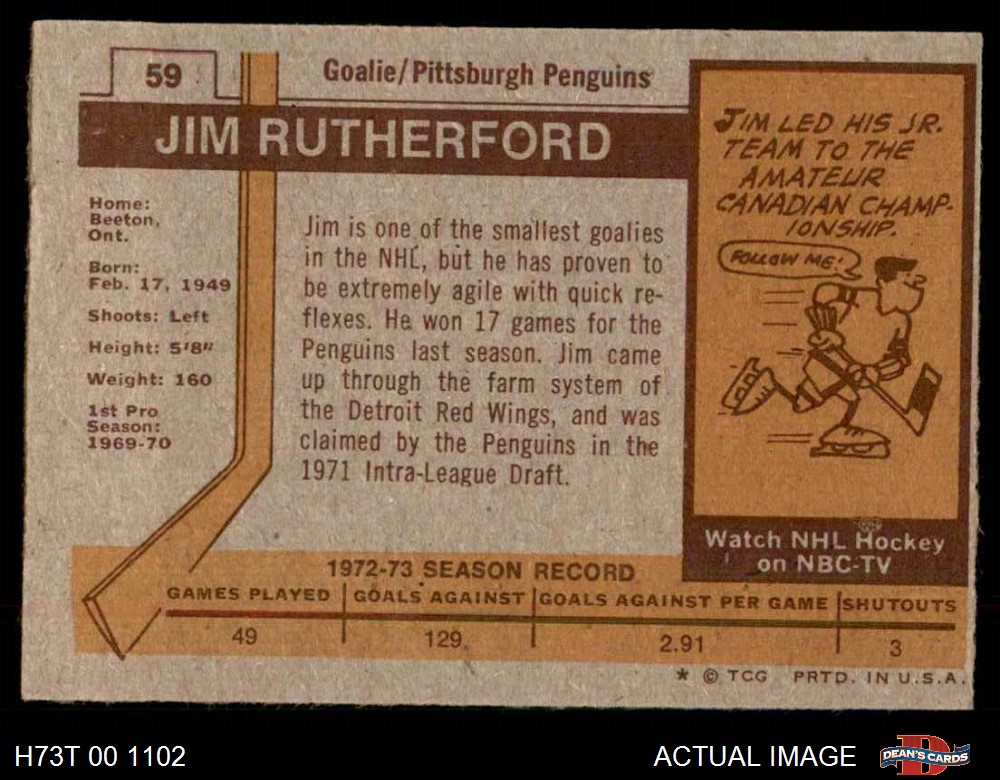 59
Goalie/Pittsburgh Penguins
JIM RUTHERFORD
Home:
Beeton,
Ont.
Born:
Feb. 17, 1949
Shoots: Left
Height: 5'8"
Weight: 160
1st Pro
Season:
1969-70
Jim is one of the smallest goalies
in the NHL, but he has proven to
be extremely agile with quick re-
flexes. He won 17 games for the
Penguins last season. Jim came
up through the farm system of
the Detroit Red Wings, and was
claimed by the Penguins in the
1971 Intra-League Draft.
JIM LED HIS JR.
TEAM TO THE
AMATEUR
CANADIAN CHAMP-
IONSHIP.
FOLLOW ME!
Watch NHL Hockey
on NBC-TV
1972-73 SEASON RECORD
GAMES PLAYED GOALS AGAINST GOALS AGAINST PER GAME SHUTOUTS
49 129 2.91 3
* © TCG PRTD. IN U.S.A.
H73T 00 1102
ACTUAL IMAGE
DEAN'S CARDS